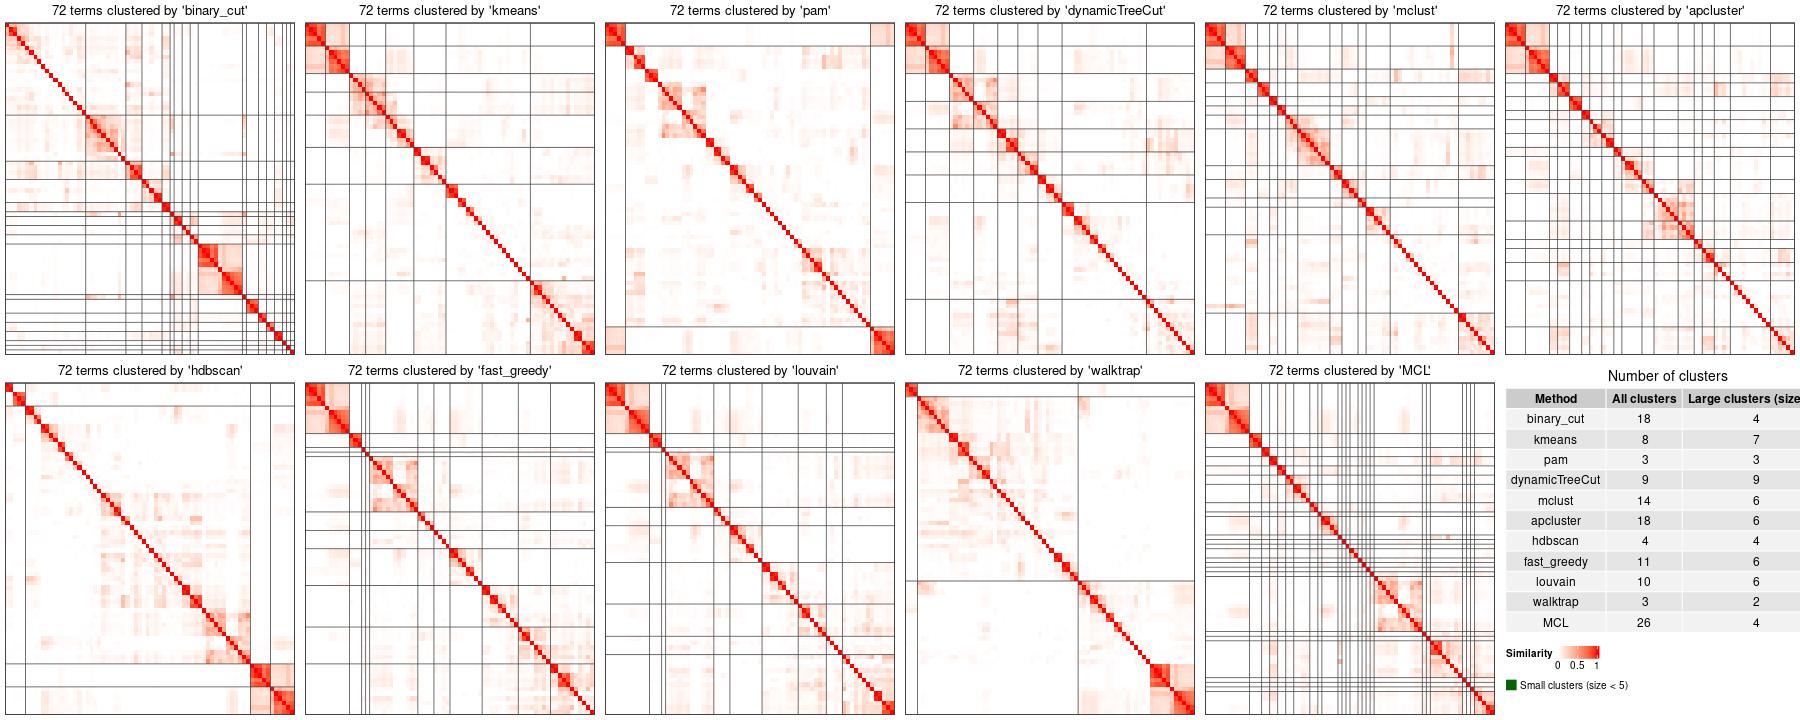 72 terms clustered by 'binary_cut'
72 terms clustered by 'kmeans'
72 terms clustered by 'pam'
72 terms clustered by 'dynamicTreeCut'
72 terms clustered by 'mclust'
72 terms clustered by 'apcluster'
72 terms clustered by 'hdbscan'
72 terms clustered by 'fast_greedy'
72 terms clustered by 'louvain'
72 terms clustered by 'walktrap'
72 terms clustered by 'MCL'
Number of clusters
Method All clusters Large clusters (size
binary_cut 18 4
kmeans 8 7
pam 3 3
dynamicTreeCut 9 9
mclust 14 6
apcluster 18 6
hdbscan 4 4
fast_greedy 11 6
louvain 10 6
walktrap 3 2
MCL 26 4
Similarity
0 0.5 1
Small clusters (size < 5)